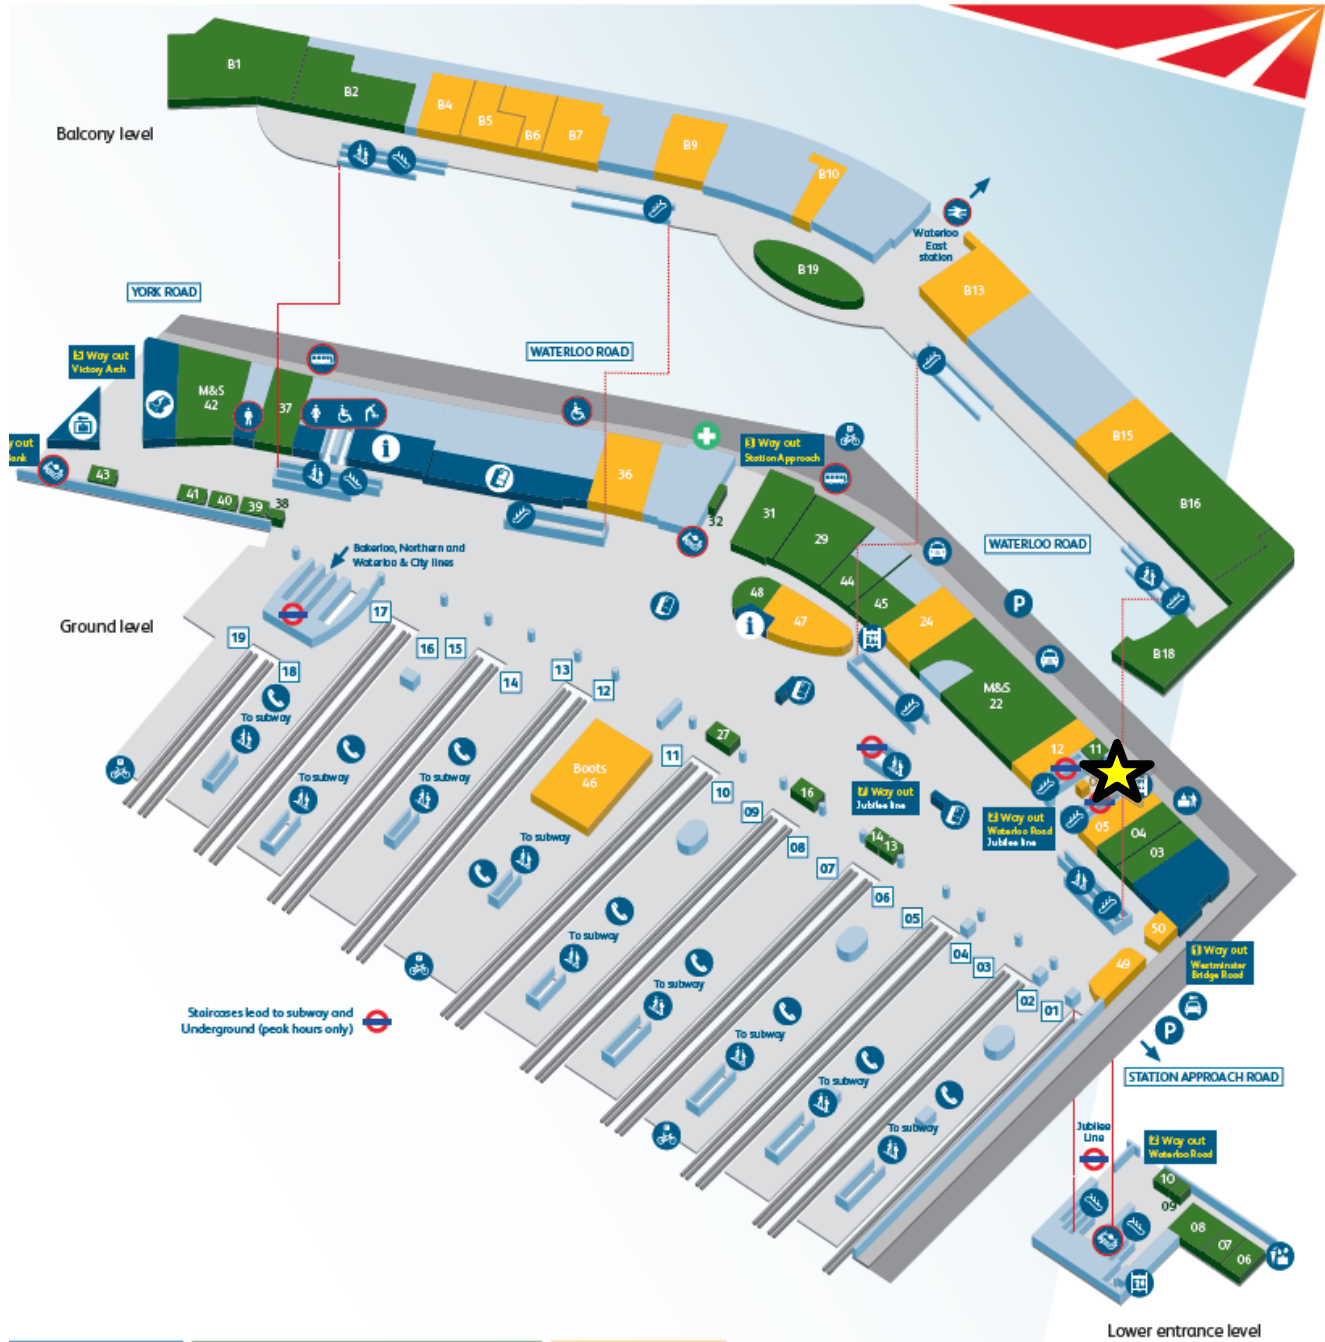 B1
B2
B4
B5
B6
B7
B9
B10
Balcony level
Waterloo
East
station
B19
B13
YORK ROAD
WATERLOO ROAD
Way out
Victory Arch
M&S
42
37
36
Way out
Station Approach
B15
B16
43
41
40
39
38
32
31
29
WATERLOO ROAD
Bakerloo, Northern and
Waterloo & City lines
44
45
48
47
24
P
B18
Ground level
19
18
17
16
15
14
13
12
M&S
22
12
11
To subway
To subway
To subway
Boots
46
11
27
10
09
16
08
07
14
13
Way out
Jubilee line
2 Way out
Waterloo Road
Jubilee line
05
04
03
To subway
06
05
04
03
02
01
50
49
1 Way out
Westminster
Bridge Road
To subway
To subway
To subway
To subway
To subway
Staircases lead to subway and
Underground (peak hours only)
P
STATION APPROACH ROAD
Jubilee
Line
2 Way out
Waterloo Road
10
09
08
07
06
Lower entrance level